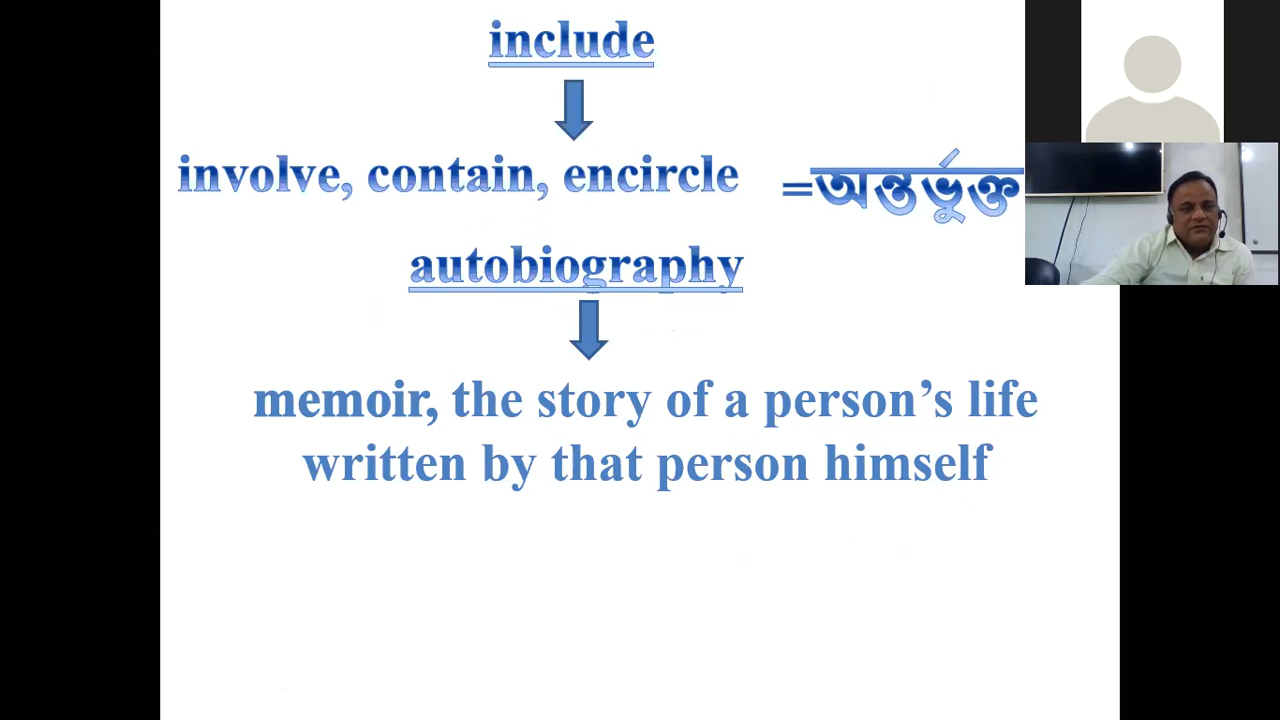 include
involve, contain, encircle =অন্তর্ভুক্ত
autobiography
memoir, the story of a person’s life
written by that person himself